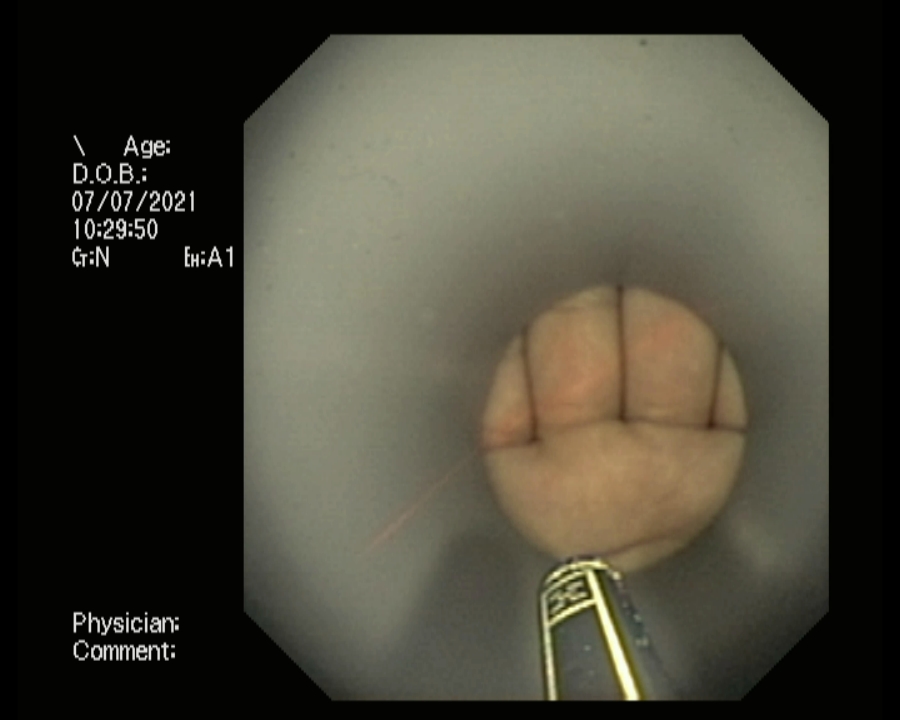 \ Age:
D.O.B.:
07/07/2021
10:29:50
Cr:N EH:A1
Physician:
Comment: